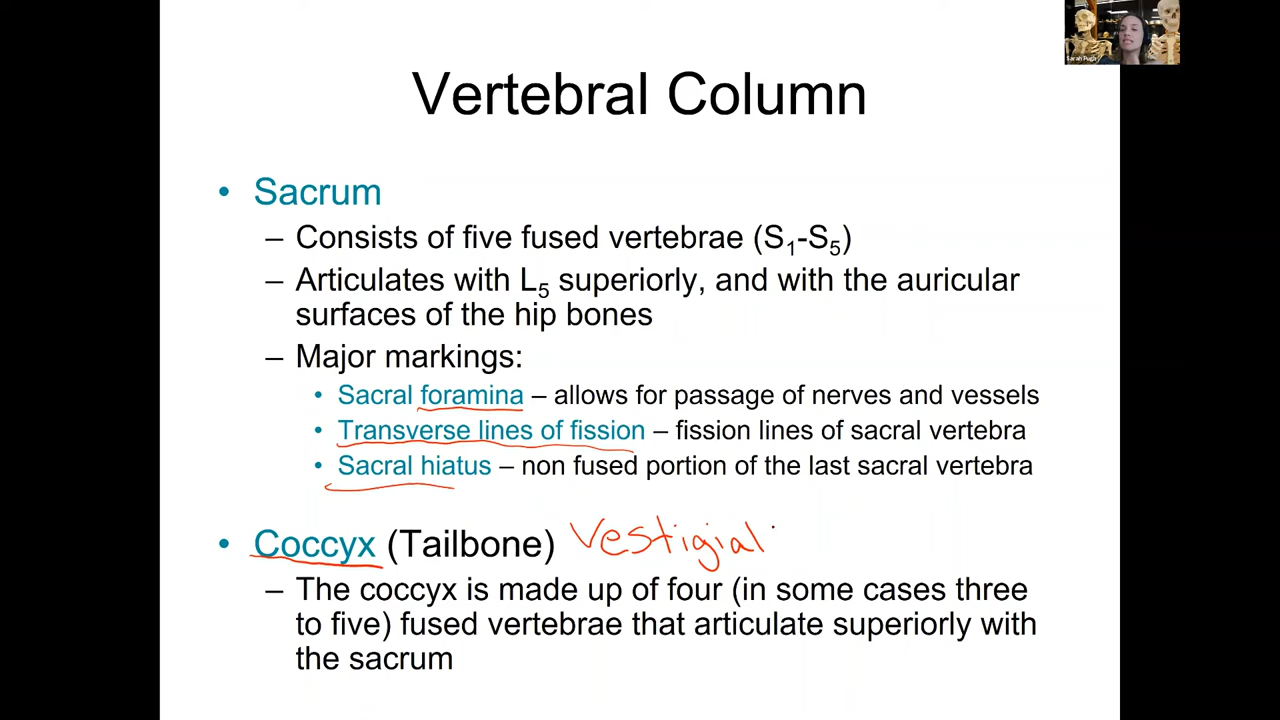 Sarah Pugh
Vertebral Column
• Sacrum
– Consists of five fused vertebrae (S1-S5)
– Articulates with L5 superiorly, and with the auricular
surfaces of the hip bones
– Major markings:
• Sacral foramina – allows for passage of nerves and vessels
• Transverse lines of fission – fission lines of sacral vertebra
• Sacral hiatus – non fused portion of the last sacral vertebra
• Coccyx (Tailbone) Vestigial
– The coccyx is made up of four (in some cases three
to five) fused vertebrae that articulate superiorly with
the sacrum